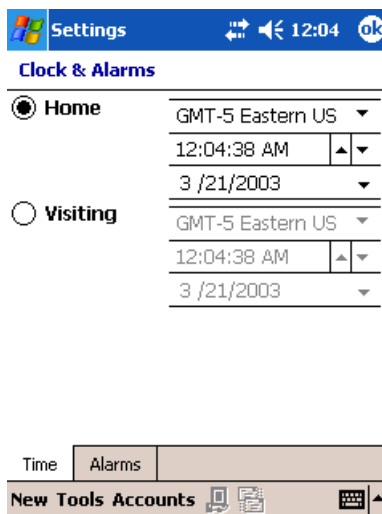 Settings 12:04 ok
Clock & Alarms
Home
GMT-5 Eastern US
12:04:38 AM
3 /21/2003
Visiting
GMT-5 Eastern US
12:04:38 AM
3 /21/2003
Time Alarms
New Tools Accounts